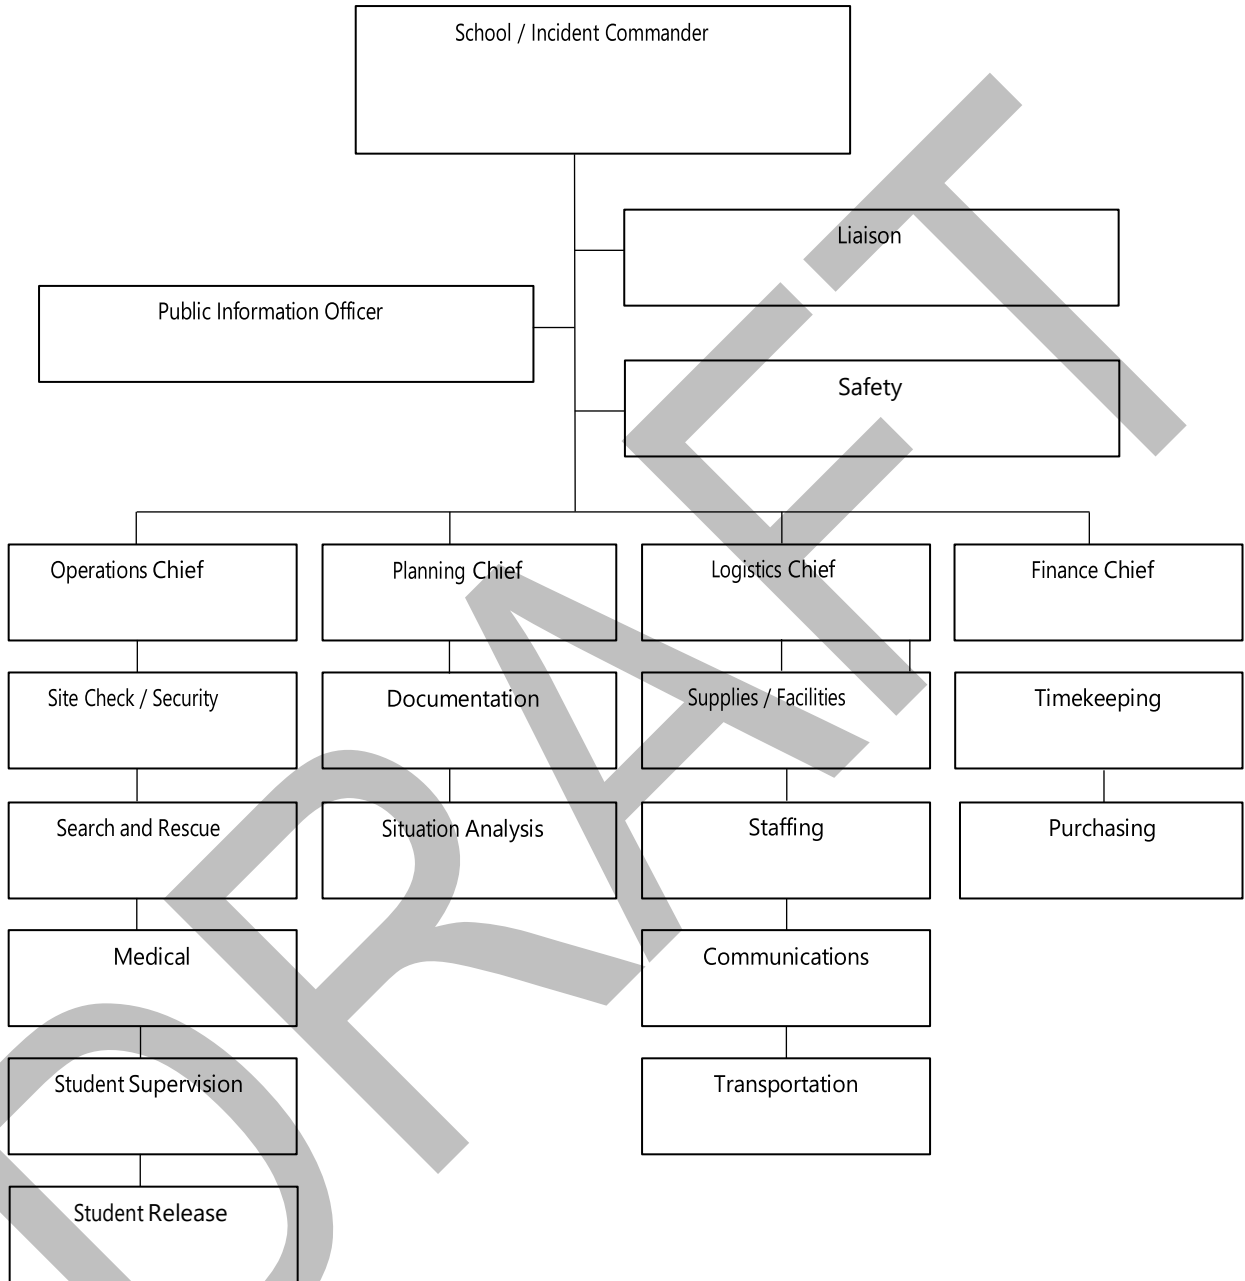 School / Incident Commander
Liaison
Public Information Officer
Safety
Operations Chief
Planning Chief
Logistics Chief
Finance Chief
Site Check / Security
Documentation
Supplies / Facilities
Timekeeping
Search and Rescue
Situation Analysis
Staffing
Purchasing
Medical
Communications
Student Supervision
Transportation
Student Release
DRAFT